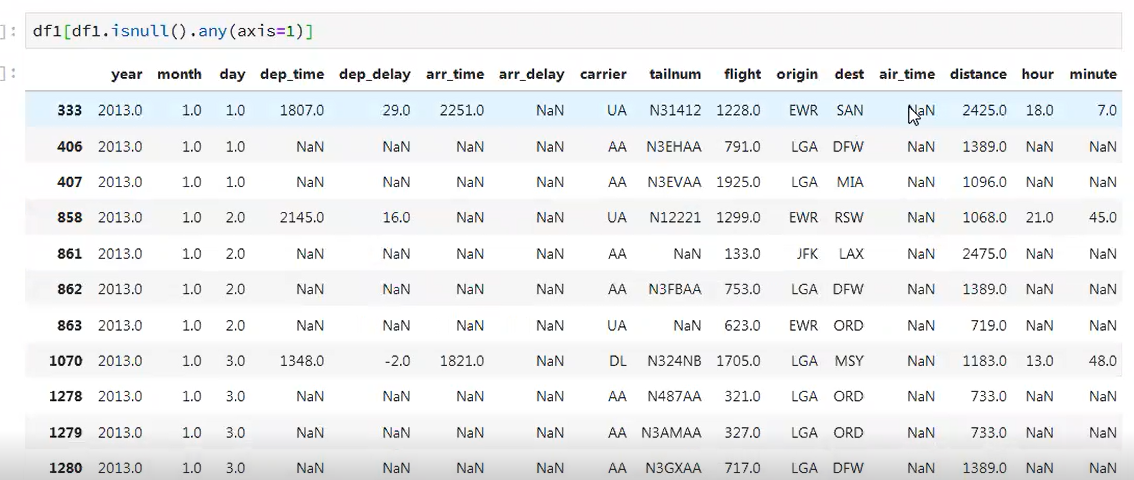 ]: df1[df1.isnull().any(axis=1)]
]: year month day dep_time dep_delay arr_time arr_delay carrier tailnum flight origin dest air_time distance hour minute
333 2013.0 1.0 1.0 1807.0 29.0 2251.0 NaN UA N31412 1228.0 EWR SAN NaN 2425.0 18.0 7.0
406 2013.0 1.0 1.0 NaN NaN NaN NaN AA N3EHAA 791.0 LGA DFW NaN 1389.0 NaN NaN
407 2013.0 1.0 1.0 NaN NaN NaN NaN AA N3EVAA 1925.0 LGA MIA NaN 1096.0 NaN NaN
858 2013.0 1.0 2.0 2145.0 16.0 NaN NaN UA N12221 1299.0 EWR RSW NaN 1068.0 21.0 45.0
861 2013.0 1.0 2.0 NaN NaN NaN NaN AA NaN 133.0 JFK LAX NaN 2475.0 NaN NaN
862 2013.0 1.0 2.0 NaN NaN NaN NaN AA N3FBAA 753.0 LGA DFW NaN 1389.0 NaN NaN
863 2013.0 1.0 2.0 NaN NaN NaN NaN UA NaN 623.0 EWR ORD NaN 719.0 NaN NaN
1070 2013.0 1.0 3.0 1348.0 -2.0 1821.0 NaN DL N324NB 1705.0 LGA MSY NaN 1183.0 13.0 48.0
1278 2013.0 1.0 3.0 NaN NaN NaN NaN AA N487AA 321.0 LGA ORD NaN 733.0 NaN NaN
1279 2013.0 1.0 3.0 NaN NaN NaN NaN AA N3AMAA 327.0 LGA ORD NaN 733.0 NaN NaN
1280 2013.0 1.0 3.0 NaN NaN NaN NaN AA N3GXAA 717.0 LGA DFW NaN 1389.0 NaN NaN